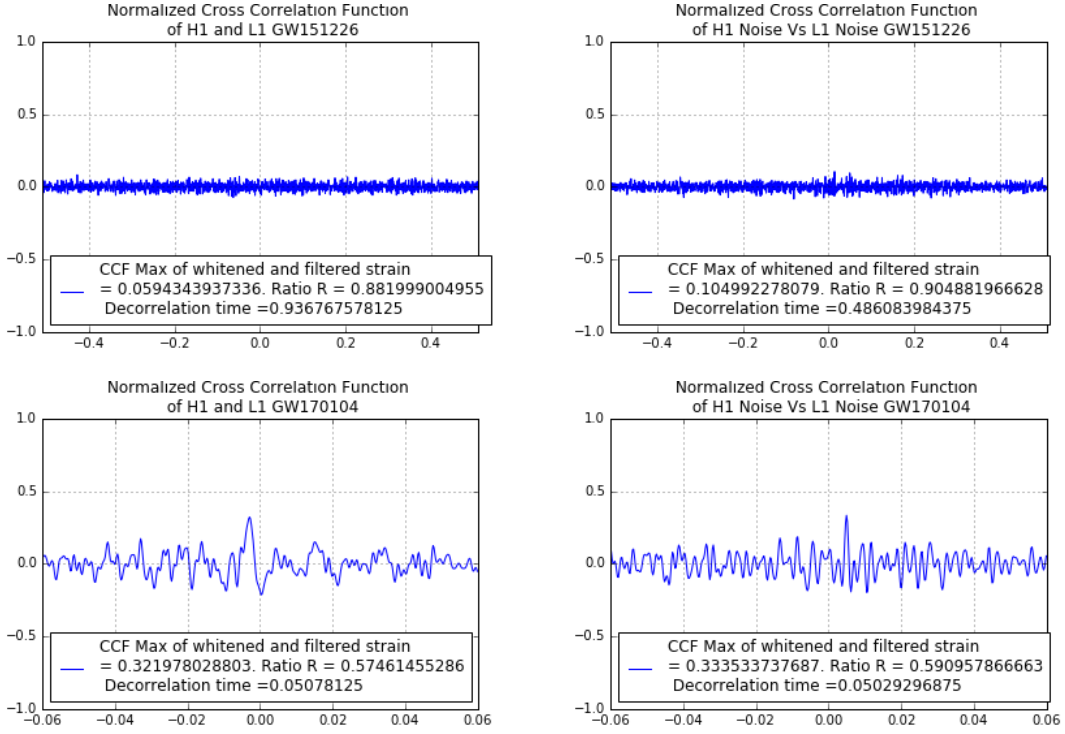 Normalized Cross Correlation Function
of H1 and L1 GW151226
1.0
0.5
0.0
−0.5
−1.0
−0.4
−0.2
0.0
0.2
0.4
CCF Max of whitened and filtered strain
= 0.0594343937336. Ratio R = 0.881999004955
Decorrelation time =0.936767578125
Normalized Cross Correlation Function
of H1 Noise Vs L1 Noise GW151226
1.0
0.5
0.0
−0.5
−1.0
−0.4
−0.2
0.0
0.2
0.4
CCF Max of whitened and filtered strain
= 0.104992278079. Ratio R = 0.904881966628
Decorrelation time =0.486083984375
Normalized Cross Correlation Function
of H1 and L1 GW170104
1.0
0.5
0.0
−0.5
−1.0
−0.06
−0.04
−0.02
0.00
0.02
0.04
0.06
CCF Max of whitened and filtered strain
= 0.321978028803. Ratio R = 0.57461455286
Decorrelation time =0.05078125
Normalized Cross Correlation Function
of H1 Noise Vs L1 Noise GW170104
1.0
0.5
0.0
−0.5
−1.0
−0.06
−0.04
−0.02
0.00
0.02
0.04
0.06
CCF Max of whitened and filtered strain
= 0.333533737687. Ratio R = 0.590957866663
Decorrelation time =0.05029296875